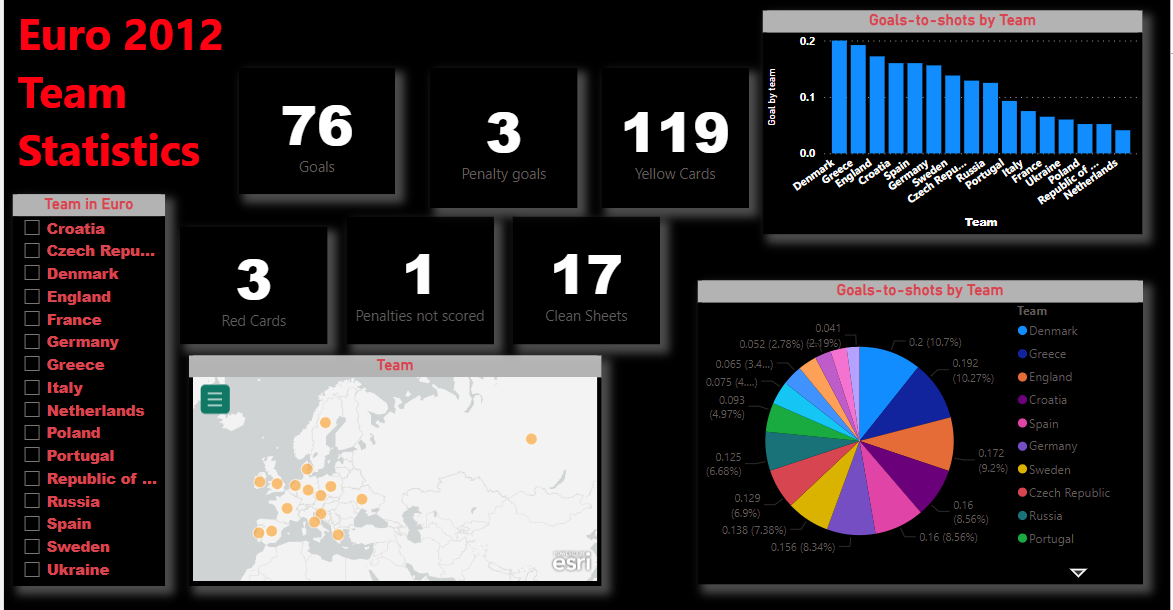 Euro 2012
Team
Statistics
76
Goals
3
Penalty goals
119
Yellow Cards
3
Red Cards
1
Penalties not scored
17
Clean Sheets
Team in Euro
Croatia
Czech Repu...
Denmark
England
France
Germany
Greece
Italy
Netherlands
Poland
Portugal
Republic of ...
Russia
Spain
Sweden
Ukraine
Team
esri
Goals-to-shots by Team
Goal by team
0.2
0.1
0.0
Denmark
Greece
England
Croatia
Spain
Germany
Sweden
Czech Repu...
Russia
Portugal
Italy
France
Ukraine
Poland
Republic of ...
Netherlands
Team
Goals-to-shots by Team
0.2 (10.7%)
0.192
(10.27%)
0.172
(9.2%)
0.16
(8.56%)
0.16 (8.56%)
0.156 (8.34%)
0.138 (7.38%)
0.129
(6.9%)
0.125
(6.68%)
0.093
(4.97%)
0.075 (4....)
0.065 (3.4...)
0.052 (2.78%)
0.041
(2.19%)
Team
Denmark
Greece
England
Croatia
Spain
Germany
Sweden
Czech Republic
Russia
Portugal